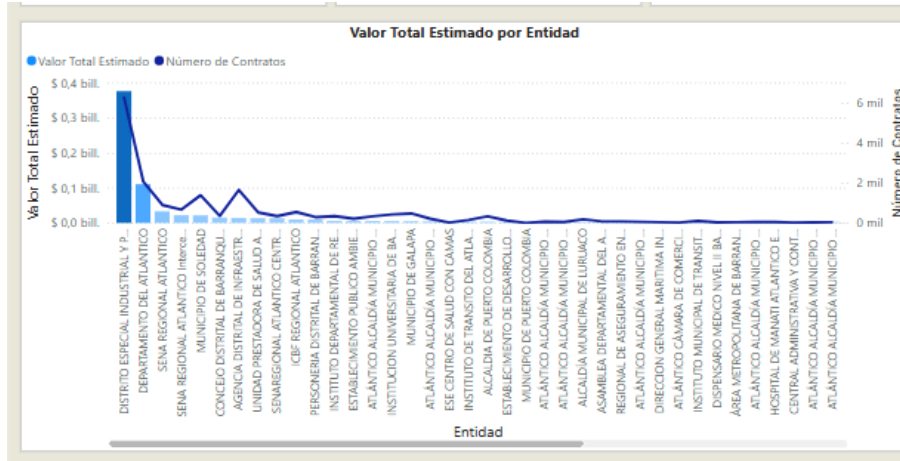 Valor Total Estimado por Entidad
Valor Total Estimado Número de Contratos
Valor Total Estimado
$ 0,4 bill.
$ 0,3 bill.
$ 0,2 bill.
$ 0,1 bill.
$ 0,0 bill.
6 mil
4 mil
2 mil
0 mil
Número de Contratos
DISTRITO ESPECIAL INDUSTRIAL Y P...
DEPARTAMENTO DEL ATLANTICO
SENA REGIONAL ATLANTICO
SENA REGIONAL ATLANTICO Interce...
MUNICIPIO DE SOLEDAD
CONCEJO DISTRITAL DE BARRANQU...
AGENCIA DISTRITAL DE INFRAESTR...
UNIDAD PRESTADORA DE SALUD A...
SENAREGIONAL ATLANTICO CENTR...
ICBF REGIONAL ATLANTICO
PERSONERIA DISTRITAL DE BARRAN...
INSTITUTO DEPARTAMENTAL DE RE...
ESTABLECIMIENTO PUBLICO AMBIE...
ATLÁNTICO ALCALDÍA MUNICIPIO ...
INSTITUCION UNIVERSITARIA DE BA...
MUNICIPIO DE GALAPA
ATLÁNTICO ALCALDÍA MUNICIPIO ...
ESE CENTRO DE SALUD CON CAMAS
INSTITUTO DE TRANSITO DEL ATLA...
ALCALDIA DE PUERTO COLOMBIA
ESTABLECIMIENTO DE DESARROLLO...
MUNICIPIO DE PUERTO COLOMBIA
ATLÁNTICO ALCALDÍA MUNICIPIO ...
ATLÁNTICO ALCALDÍA MUNICIPIO ...
ALCALDÍA MUNICIPAL DE LURUACO
ASAMBLEA DEPARTAMENTAL DEL A...
REGIONAL DE ASEGURAMIENTO EN...
ATLÁNTICO ALCALDÍA MUNICIPIO ...
DIRECCION GENERAL MARITIMA IN...
ATLÁNTICO CÁMARA DE COMERCI...
INSTITUTO MUNICIPAL DE TRANSIT...
DISPENSARIO MEDICO NIVEL II BA...
ÁREA METROPOLITANA DE BARRAN...
ATLÁNTICO ALCALDÍA MUNICIPIO ...
HOSPITAL DE MANATI ATLANTICO E...
CENTRAL ADMINISTRATIVA Y CONT...
ATLÁNTICO ALCALDÍA MUNICIPIO ...
ATLÁNTICO ALCALDÍA MUNICIPIO ...
Entidad